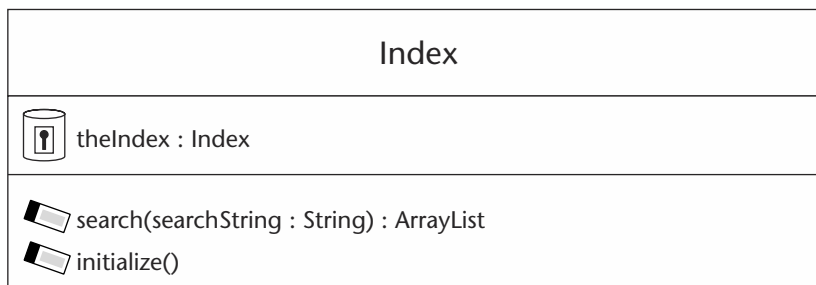 Index
theIndex : Index
search(searchString : String) : ArrayList
initialize()